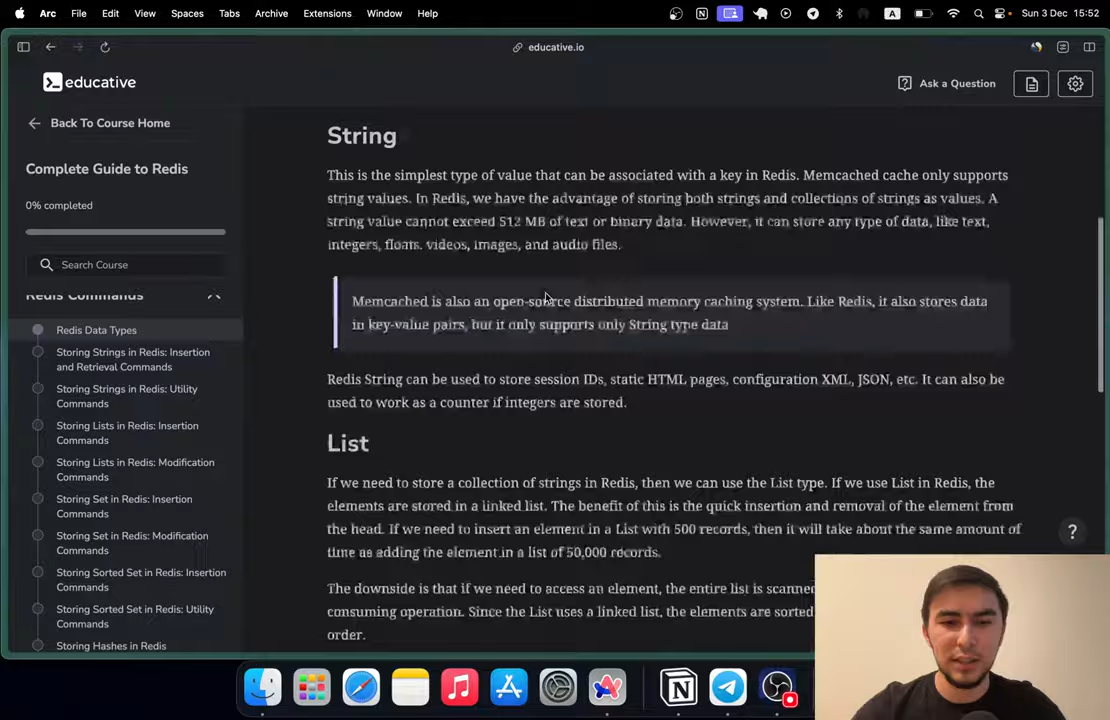 Arc File Edit View Spaces Tabs Archive Extensions Window Help A Sun 3 Dec 15:52
educative.io
educative
Ask a Question
Back To Course Home
Complete Guide to Redis
0% completed
Search Course
Redis Commands
Redis Data Types
Storing Strings in Redis: Insertion
and Retrieval Commands
Storing Strings in Redis: Utility
Commands
Storing Lists in Redis: Insertion
Commands
Storing Lists in Redis: Modification
Commands
Storing Set in Redis: Insertion
Commands
Storing Set in Redis: Modification
Commands
Storing Sorted Set in Redis: Insertion
Commands
Storing Sorted Set in Redis: Utility
Commands
Storing Hashes in Redis
String
This is the simplest type of value that can be associated with a key in Redis. Memcached cache only supports
string values. In Redis, we have the advantage of storing both strings and collections of strings as values. A
string value cannot exceed 512 MB of text or binary data. However, it can store any type of data, like text,
integers, floats, videos, images, and audio files.
Memcached is also an open-source distributed memory caching system. Like Redis, it also stores data
in key-value pairs, but it only supports only String type data
Redis String can be used to store session IDs, static HTML pages, configuration XML, JSON, etc. It can also be
used to work as a counter if integers are stored.
List
If we need to store a collection of strings in Redis, then we can use the List type. If we use List in Redis, the
elements are stored in a linked list. The benefit of this is the quick insertion and removal of the element from
the head. If we need to insert an element in a List with 500 records, then it will take about the same amount of
time as adding the element in a list of 50,000 records.
The downside is that if we need to access an element, the entire list is scanned
consuming operation. Since the List uses a linked list, the elements are sorted
order.
?